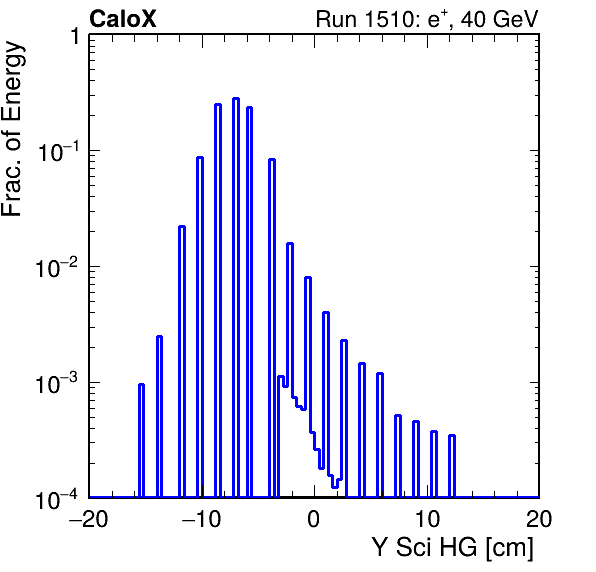 CaloX Run 1510: e⁺, 40 GeV
Frac. of Energy
1
10⁻¹
10⁻²
10⁻³
10⁻⁴
−20 −10 0 10 20
Y Sci HG [cm]